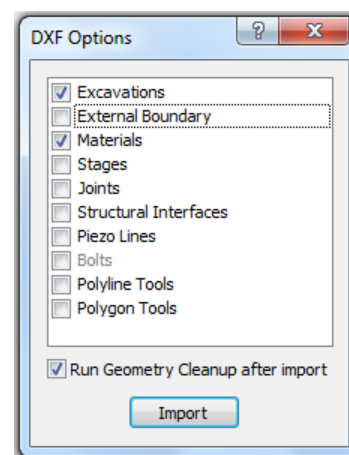 DXF Options
?
Excavations
External Boundary
Materials
Stages
Joints
Structural Interfaces
Piezo Lines
Bolts
Polyline Tools
Polygon Tools
Run Geometry Cleanup after import
Import